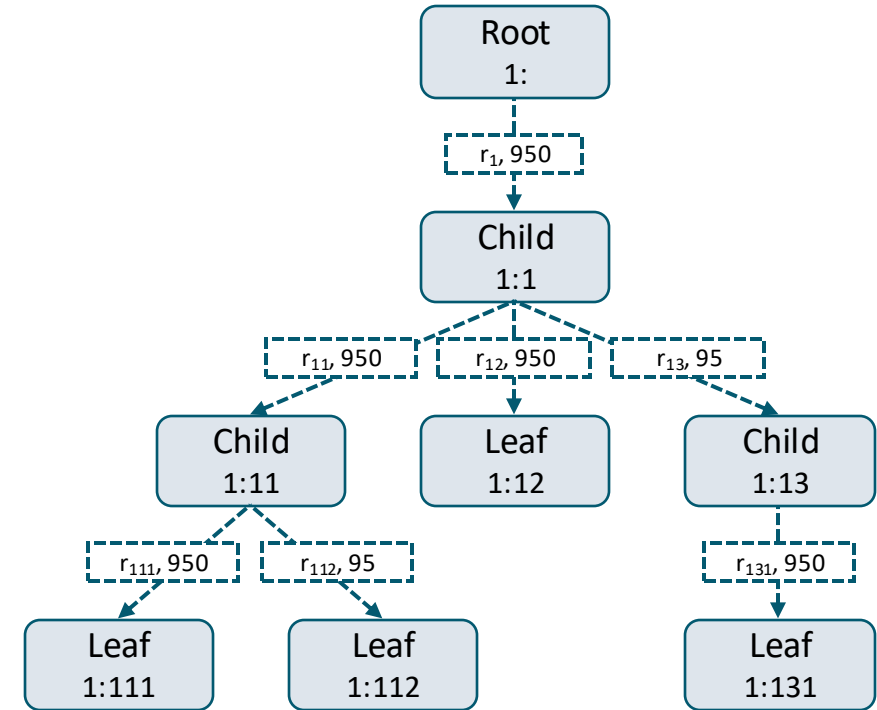 Root
1:
r₁, 950
Child
1:1
r₁₁, 950
r₁₂, 950
r₁₃, 95
Child
1:11
Leaf
1:12
Child
1:13
r₁₁₁, 950
r₁₁₂, 95
r₁₃₁, 950
Leaf
1:111
Leaf
1:112
Leaf
1:131